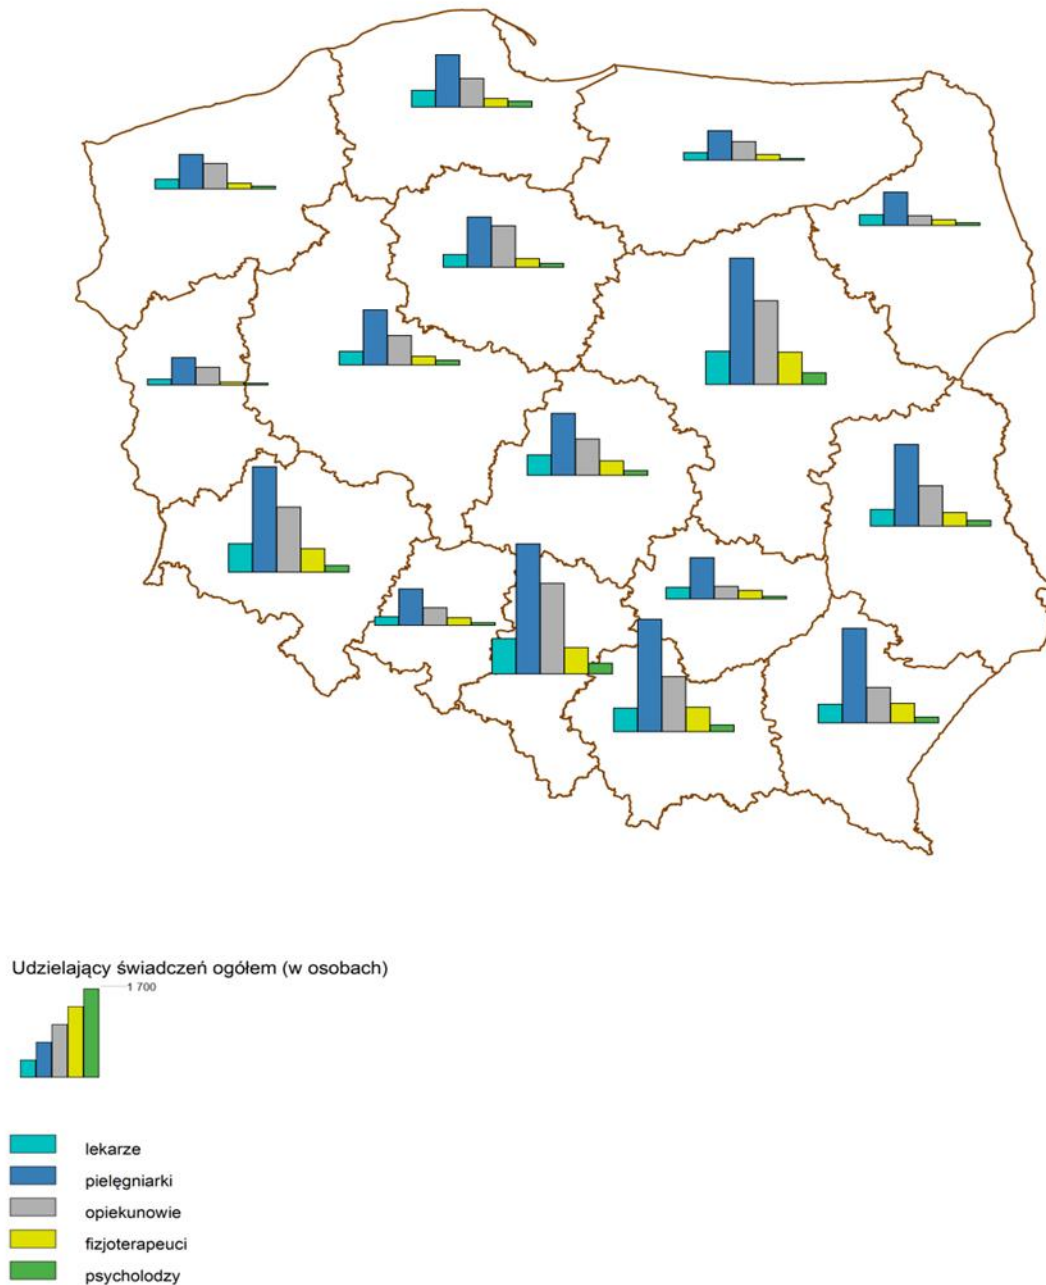 Udzielający świadczeń ogółem (w osobach)
1 700
lekarze
pielęgniarki
opiekunowie
fizjoterapeuci
psycholodzy